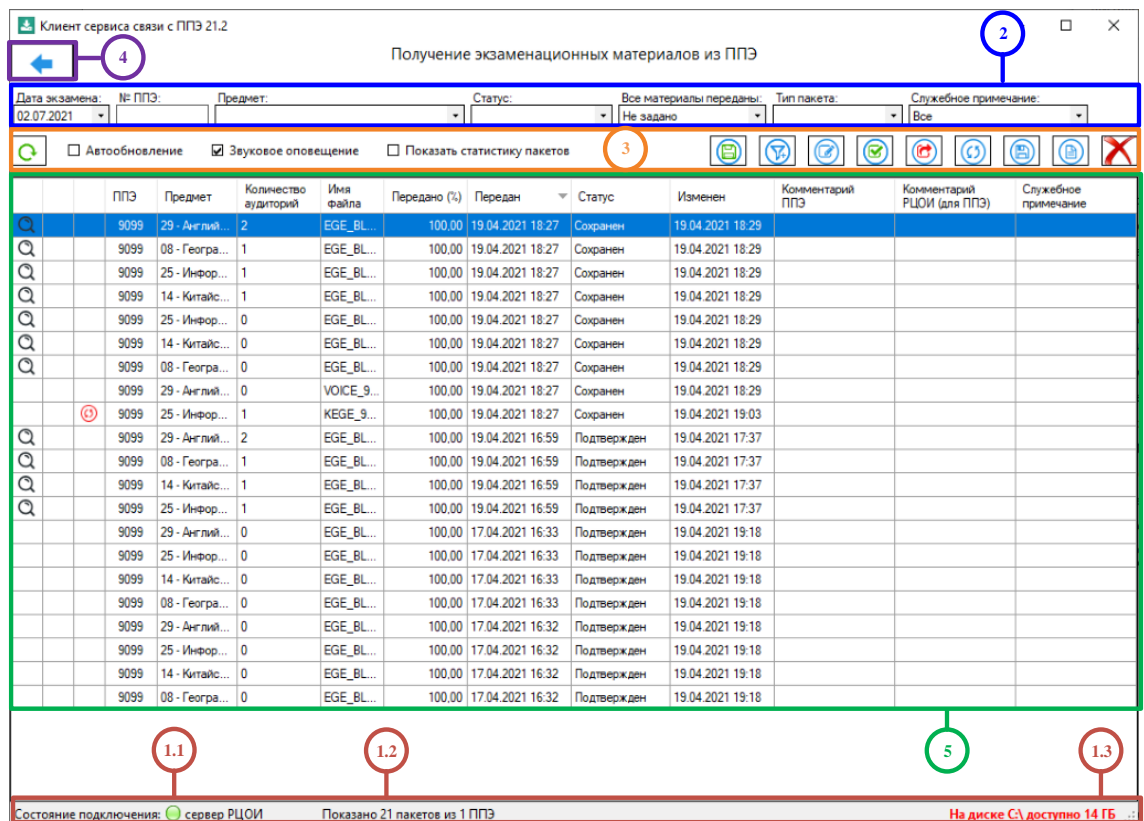 Клиент сервиса связи с ППЭ 21.2
2
4
Получение экзаменационных материалов из ППЭ
Дата экзамена: № ППЭ: Предмет: Статус: Все материалы переданы: Тип пакета: Служебное примечание:
02.07.2021 Не задано Все
Автообновление Звуковое оповещение Показать статистику пакетов 3
ППЭ Предмет Количество аудиторий Имя файла Передано (%) Передан Статус Изменен Комментарий ППЭ Комментарий РЦОИ (для ППЭ) Служебное примечание
9099 29 - Англий... 2 EGE_BL... 100,00 19.04.2021 18:27 Сохранен 19.04.2021 18:29
9099 08 - Геогра... 1 EGE_BL... 100,00 19.04.2021 18:27 Сохранен 19.04.2021 18:29
9099 25 - Инфор... 1 EGE_BL... 100,00 19.04.2021 18:27 Сохранен 19.04.2021 18:29
9099 14 - Китайс... 1 EGE_BL... 100,00 19.04.2021 18:27 Сохранен 19.04.2021 18:29
9099 25 - Инфор... 0 EGE_BL... 100,00 19.04.2021 18:27 Сохранен 19.04.2021 18:29
9099 14 - Китайс... 0 EGE_BL... 100,00 19.04.2021 18:27 Сохранен 19.04.2021 18:29
9099 08 - Геогра... 0 EGE_BL... 100,00 19.04.2021 18:27 Сохранен 19.04.2021 18:29
9099 29 - Англий... 0 VOICE_9... 100,00 19.04.2021 18:27 Сохранен 19.04.2021 18:29
9099 25 - Инфор... 1 KEGE_9... 100,00 19.04.2021 18:27 Сохранен 19.04.2021 19:03
9099 29 - Англий... 2 EGE_BL... 100,00 19.04.2021 16:59 Подтвержден 19.04.2021 17:37
9099 08 - Геогра... 1 EGE_BL... 100,00 19.04.2021 16:59 Подтвержден 19.04.2021 17:37
9099 14 - Китайс... 1 EGE_BL... 100,00 19.04.2021 16:59 Подтвержден 19.04.2021 17:37
9099 25 - Инфор... 1 EGE_BL... 100,00 19.04.2021 16:59 Подтвержден 19.04.2021 17:37
9099 29 - Англий... 0 EGE_BL... 100,00 17.04.2021 16:33 Подтвержден 19.04.2021 19:18
9099 25 - Инфор... 0 EGE_BL... 100,00 17.04.2021 16:33 Подтвержден 19.04.2021 19:18
9099 14 - Китайс... 0 EGE_BL... 100,00 17.04.2021 16:33 Подтвержден 19.04.2021 19:18
9099 08 - Геогра... 0 EGE_BL... 100,00 17.04.2021 16:33 Подтвержден 19.04.2021 19:18
9099 29 - Англий... 0 EGE_BL... 100,00 17.04.2021 16:32 Подтвержден 19.04.2021 19:18
9099 25 - Инфор... 0 EGE_BL... 100,00 17.04.2021 16:32 Подтвержден 19.04.2021 19:18
9099 14 - Китайс... 0 EGE_BL... 100,00 17.04.2021 16:32 Подтвержден 19.04.2021 19:18
9099 08 - Геогра... 0 EGE_BL... 100,00 17.04.2021 16:32 Подтвержден 19.04.2021 19:18
1.1 1.2 5 1.3
Состояние подключения: сервер РЦОИ Показано 21 пакетов из 1 ППЭ На диске C:\ доступно 14 ГБ